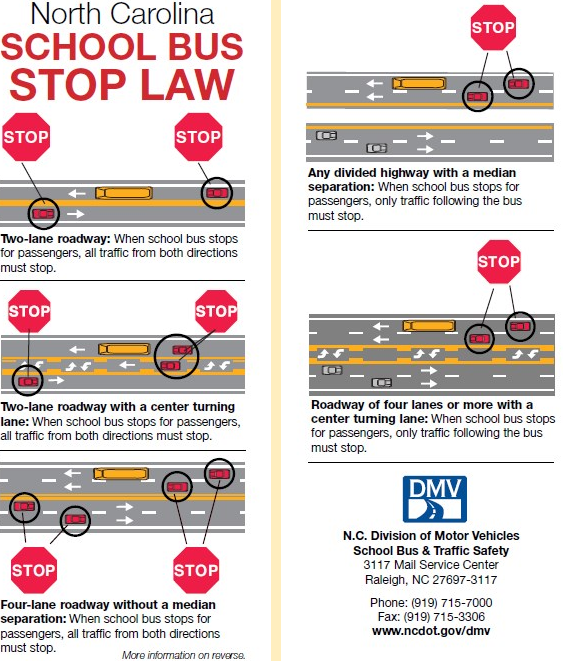 North Carolina
SCHOOL BUS
STOP LAW
STOP
STOP
Two-lane roadway: When school bus stops
for passengers, all traffic from both directions
must stop.
STOP
STOP
Two-lane roadway with a center turning
lane: When school bus stops for passengers,
all traffic from both directions must stop.
STOP
STOP
Four-lane roadway without a median
separation: When school bus stops for
passengers, all traffic from both directions
must stop.
More information on reverse.
STOP
Any divided highway with a median
separation: When school bus stops for
passengers, only traffic following the bus
must stop.
STOP
Roadway of four lanes or more with a
center turning lane: When school bus stops
for passengers, only traffic following the bus
must stop.
DMV
N.C. Division of Motor Vehicles
School Bus & Traffic Safety
3117 Mail Service Center
Raleigh, NC 27697-3117
Phone: (919) 715-7000
Fax: (919) 715-3306
www.ncdot.gov/dmv